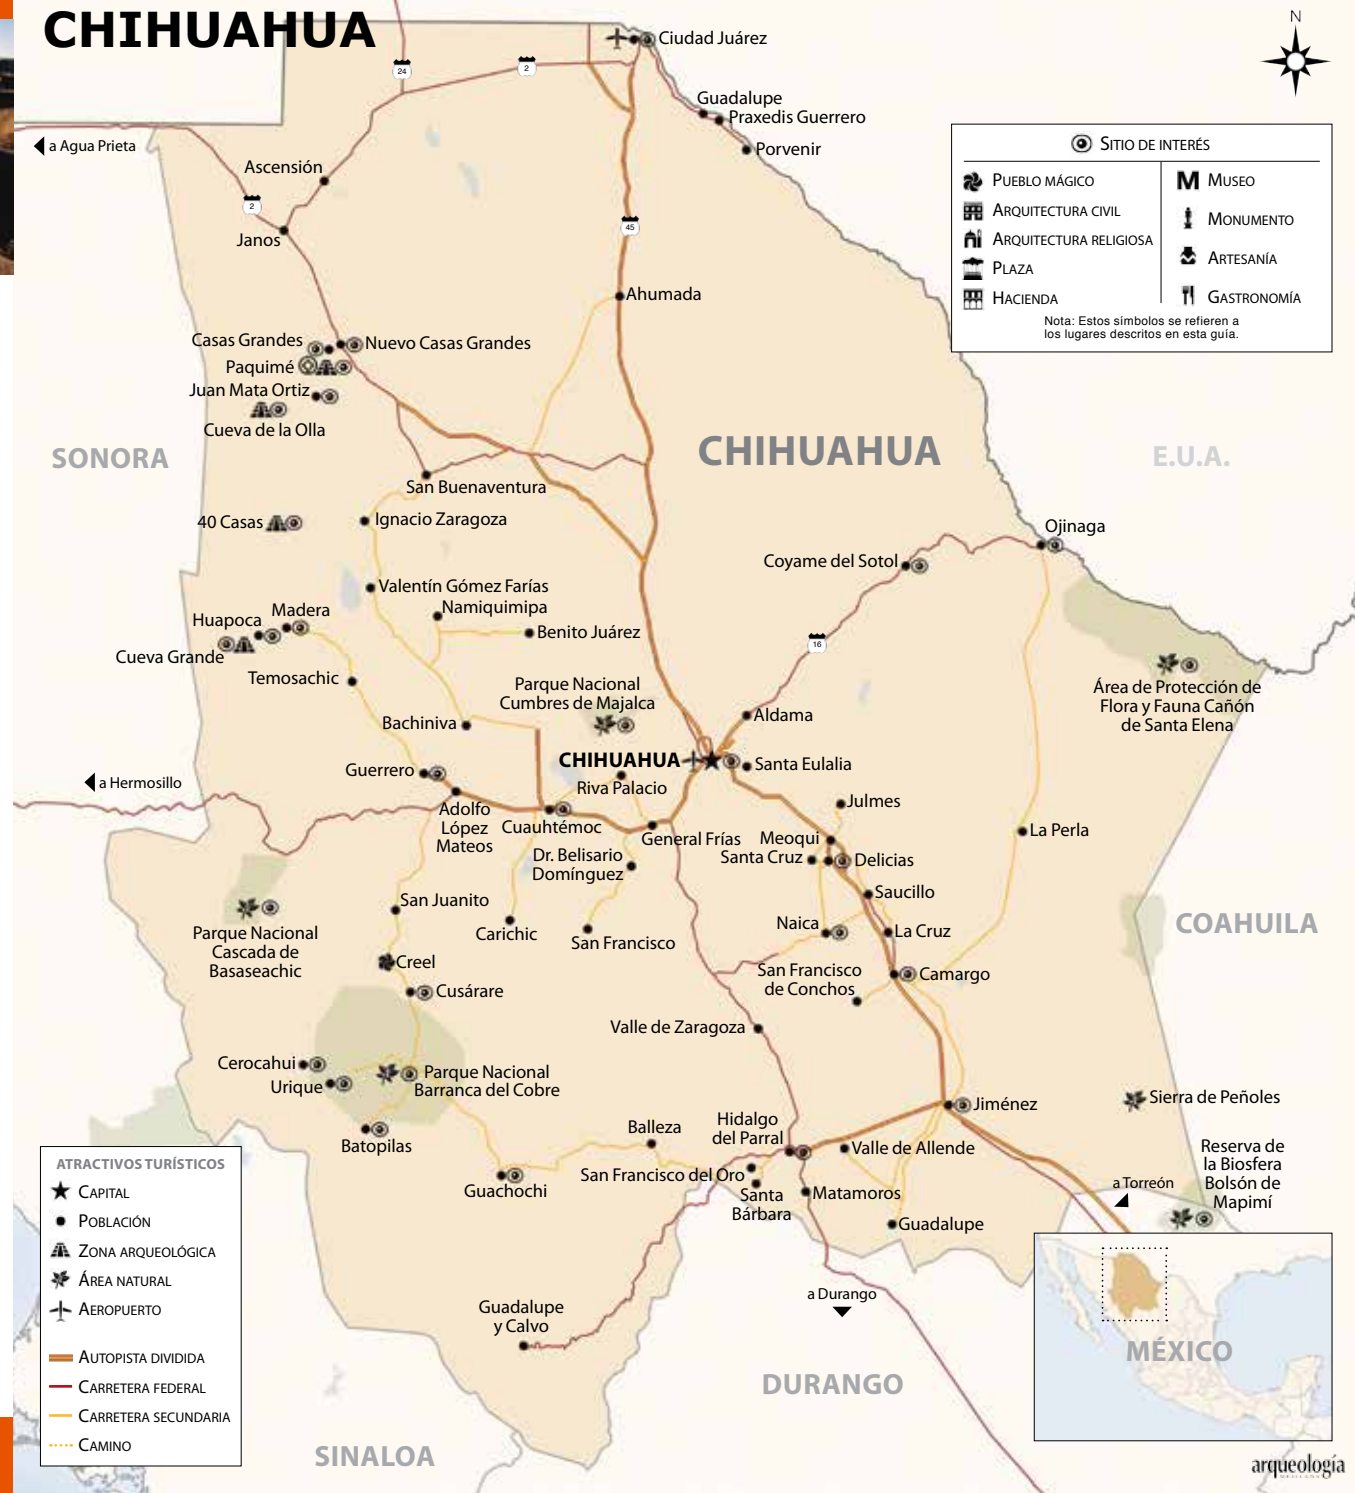 CHIHUAHUA
N
Ciudad Juárez
24
2
Guadalupe
Praxedis Guerrero
Porvenir
a Agua Prieta
Ascensión
2
Janos
45
Ahumada
SITIO DE INTERÉS
PUEBLO MÁGICO
ARQUITECTURA CIVIL
ARQUITECTURA RELIGIOSA
PLAZA
HACIENDA
MUSEO
MONUMENTO
ARTESANÍA
GASTRONOMÍA
Nota: Estos símbolos se refieren a
los lugares descritos en esta guía.
Casas Grandes
Nuevo Casas Grandes
Paquimé
Juan Mata Ortiz
Cueva de la Olla
SONORA
CHIHUAHUA
E.U.A.
San Buenaventura
40 Casas
Ignacio Zaragoza
Ojinaga
Coyame del Sotol
Valentín Gómez Farías
Namiquimipa
Huapoca
Madera
Benito Juárez
16
Cueva Grande
Temosachic
Parque Nacional
Cumbres de Majalca
Área de Protección de
Flora y Fauna Cañón
de Santa Elena
Bachiniva
Aldama
CHIHUAHUA
Santa Eulalia
Guerrero
a Hermosillo
Riva Palacio
Adolfo
López
Mateos
Cuauhtémoc
Julmes
General Frías
Meoqui
La Perla
Dr. Belisario
Domínguez
Santa Cruz
Delicias
San Juanito
Saucillo
Parque Nacional
Cascada de
Basaseachic
Carichic
San Francisco
Naica
La Cruz
COAHUILA
Creel
San Francisco
de Conchos
Camargo
Cusárare
Valle de Zaragoza
Cerocahui
Urique
Parque Nacional
Barranca del Cobre
Jiménez
Sierra de Peñoles
Batopilas
Balleza
Hidalgo
del Parral
Valle de Allende
Reserva de
la Biosfera
Bolsón de
Mapimí
San Francisco del Oro
a Torreón
Guachochi
Santa
Bárbara
Matamoros
Guadalupe
ATRACTIVOS TURÍSTICOS
CAPITAL
POBLACIÓN
ZONA ARQUEOLÓGICA
ÁREA NATURAL
AEROPUERTO
AUTOPISTA DIVIDIDA
CARRETERA FEDERAL
CARRETERA SECUNDARIA
CAMINO
a Durango
Guadalupe
y Calvo
MÉXICO
DURANGO
SINALOA
arqueología